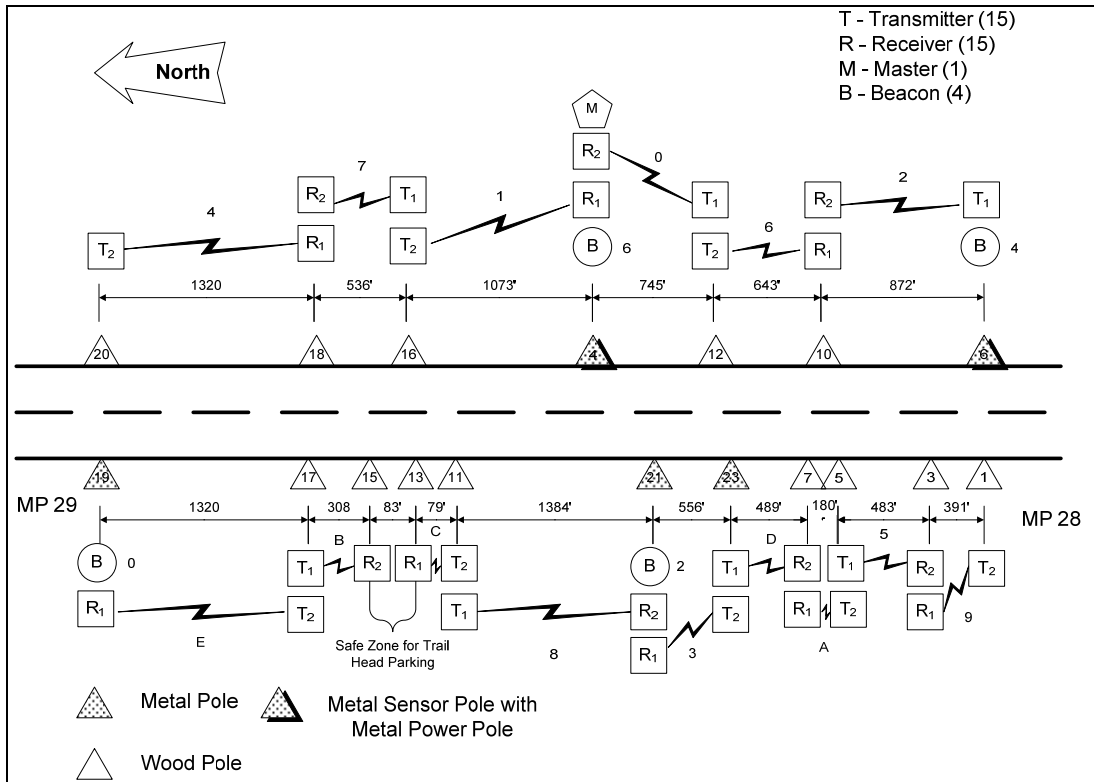 T - Transmitter (15)
R - Receiver (15)
M - Master (1)
B - Beacon (4)
North
M
R2 0
7 2
R2 T1 1 R1 T1 R2 T1
4 6
T2 R1 T2 B 6 T2 R1 B 4
1320 536' 1073' 745' 643' 872'
20 18 16 4 12 10 6
19 17 15 13 11 21 23 7 5 3 1
MP 29 MP 28
1320 308 83' 79' 1384' 556' 489' 180' 483' 391'
B C D 5
B 0 T1 R2 R1 T2 B 2 T1 R2 T1 R2 T2
R1 T2 T1 R2 T2 R1 T2 R1 9
E 8 R1 3 A
Safe Zone for Trail
Head Parking
Metal Pole
Metal Sensor Pole with
Metal Power Pole
Wood Pole